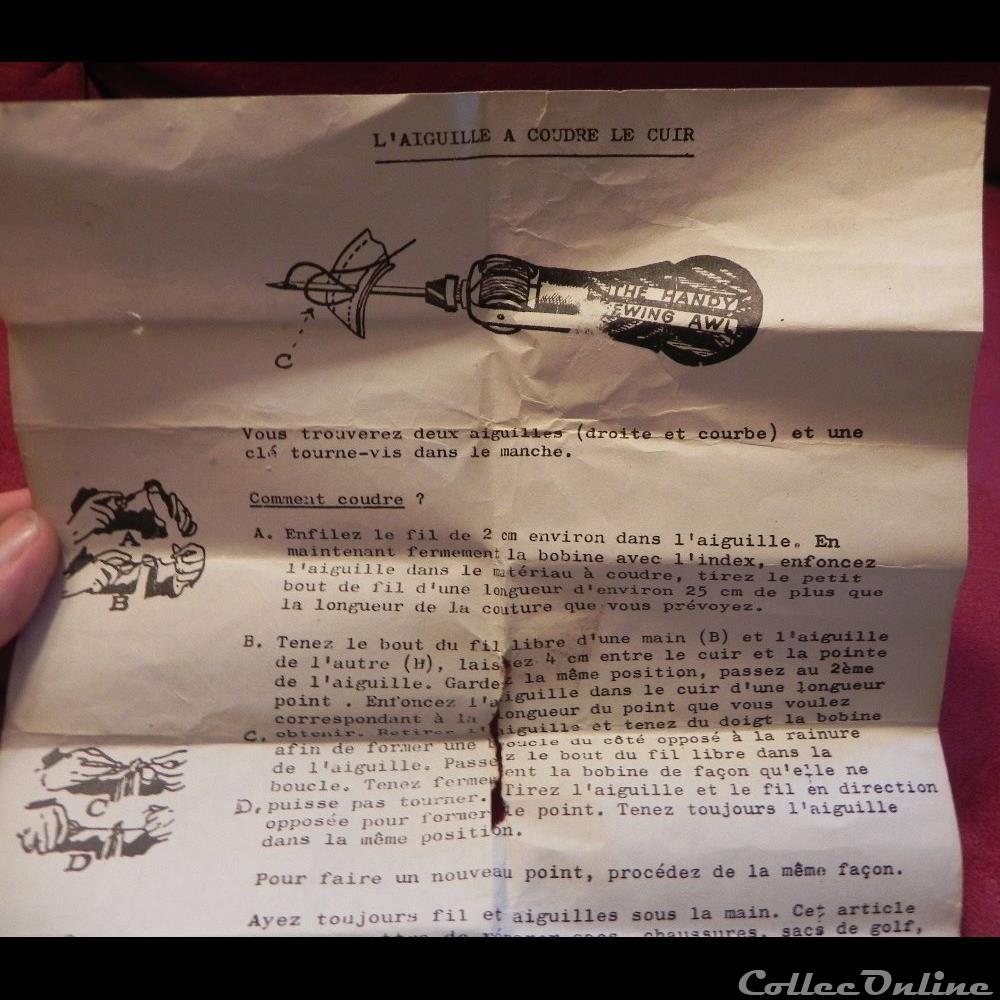 L'AIGUILLE A COUDRE LE CUIR
THE HANDY
EWING AWL
C
Vous trouverez deux aiguilles (droite et courbe) et une
clé tourne-vis dans le manche.
Comment coudre ?
A
B
A. Enfilez le fil de 2 cm environ dans l'aiguille. En
maintenant fermement la bobine avec l'index, enfoncez
l'aiguille dans le matériau à coudre, tirez le petit
bout de fil d'une longueur d'environ 25 cm de plus que
la longueur de la couture que vous prévoyez.
B. Tenez le bout du fil libre d'une main (B) et l'aiguille
de l'autre (H), laissez 4 cm entre le cuir et la pointe
de l'aiguille. Gardez la même position, passez au 2ème
point . Enfoncez l'aiguille dans le cuir d'une longueur
correspondant à la longueur du point que vous voulez
C. obtenir. Retirez l'aiguille et tenez du doigt la bobine
afin de former une boucle du côté opposé à la rainure
de l'aiguille. Passez le bout du fil libre dans la
boucle. Tenez fermement la bobine de façon qu'elle ne
D. puisse pas tourner. Tirez l'aiguille et le fil en direction
opposée pour former le point. Tenez toujours l'aiguille
dans la même position.
C
D
Pour faire un nouveau point, procédez de la même façon.
Ayez toujours fil et aiguilles sous la main. Cet article
de réparer sacs, chaussures, sacs de golf,
CollecOnline